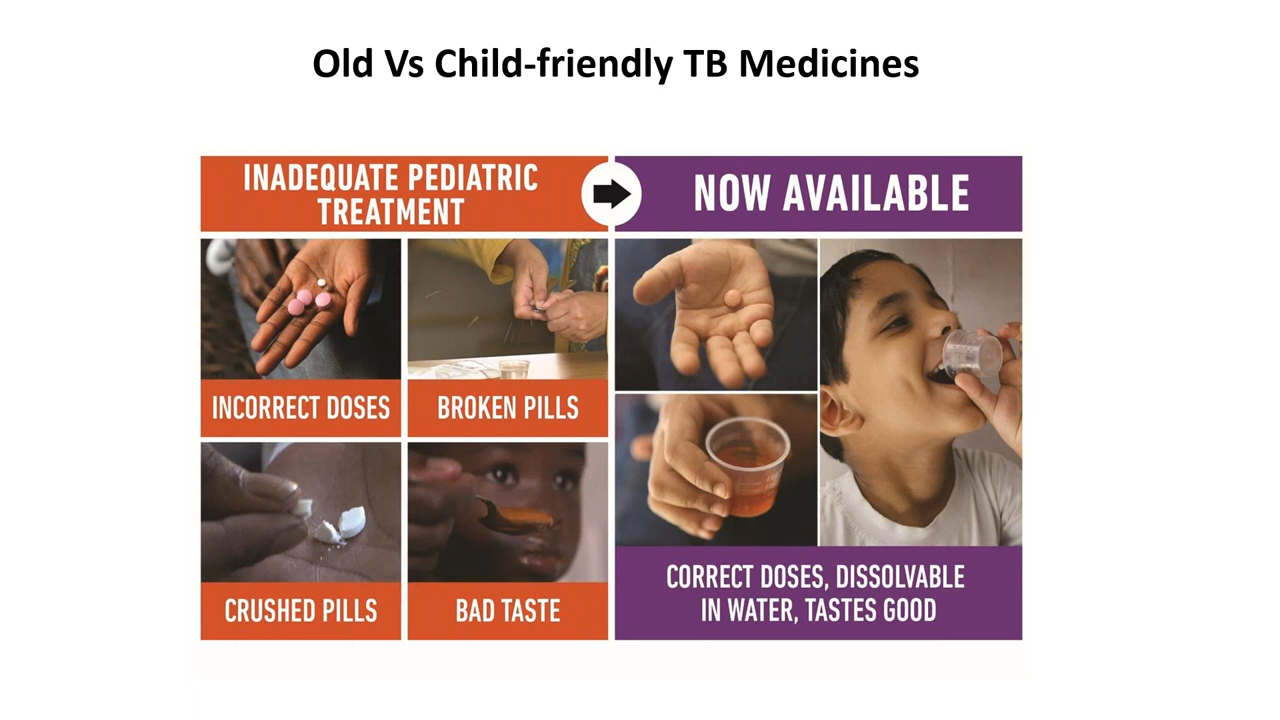 Old Vs Child-friendly TB Medicines
INADEQUATE PEDIATRIC
TREATMENT
NOW AVAILABLE
INCORRECT DOSES
BROKEN PILLS
CRUSHED PILLS
BAD TASTE
CORRECT DOSES, DISSOLVABLE
IN WATER, TASTES GOOD